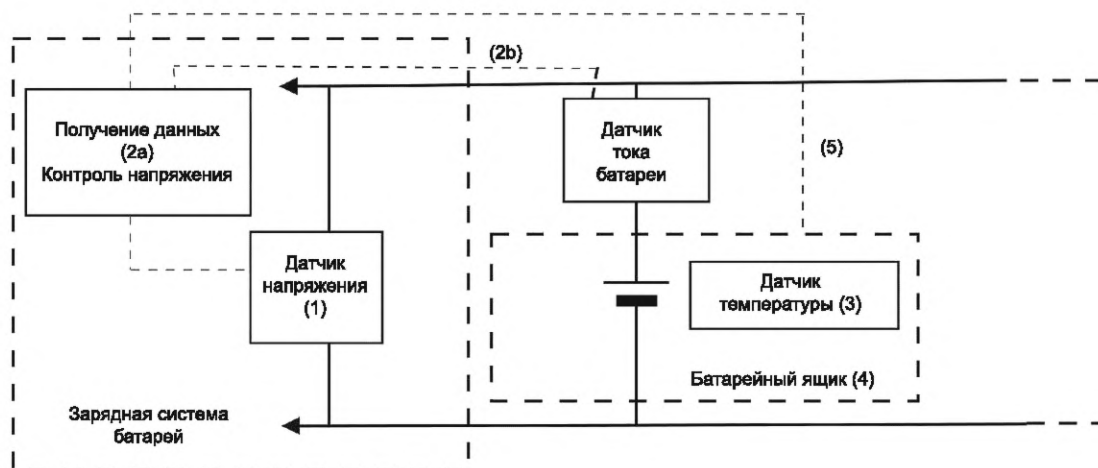 (2b)
Получение данных
(2a)
Контроль напряжения
Датчик
тока
батареи
(5)
Датчик
напряжения
(1)
Датчик
температуры (3)
Батарейный ящик (4)
Зарядная система
батарей